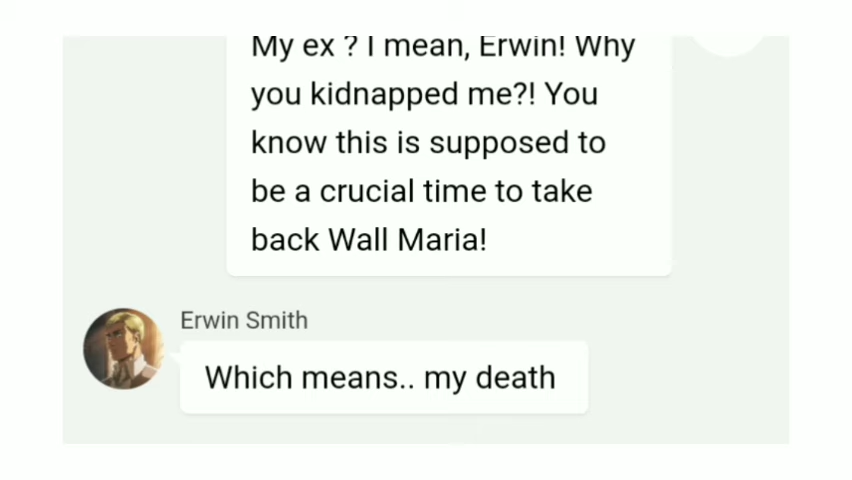 My ex ? I mean, Erwin! Why
you kidnapped me?! You
know this is supposed to
be a crucial time to take
back Wall Maria!
Erwin Smith
Which means.. my death